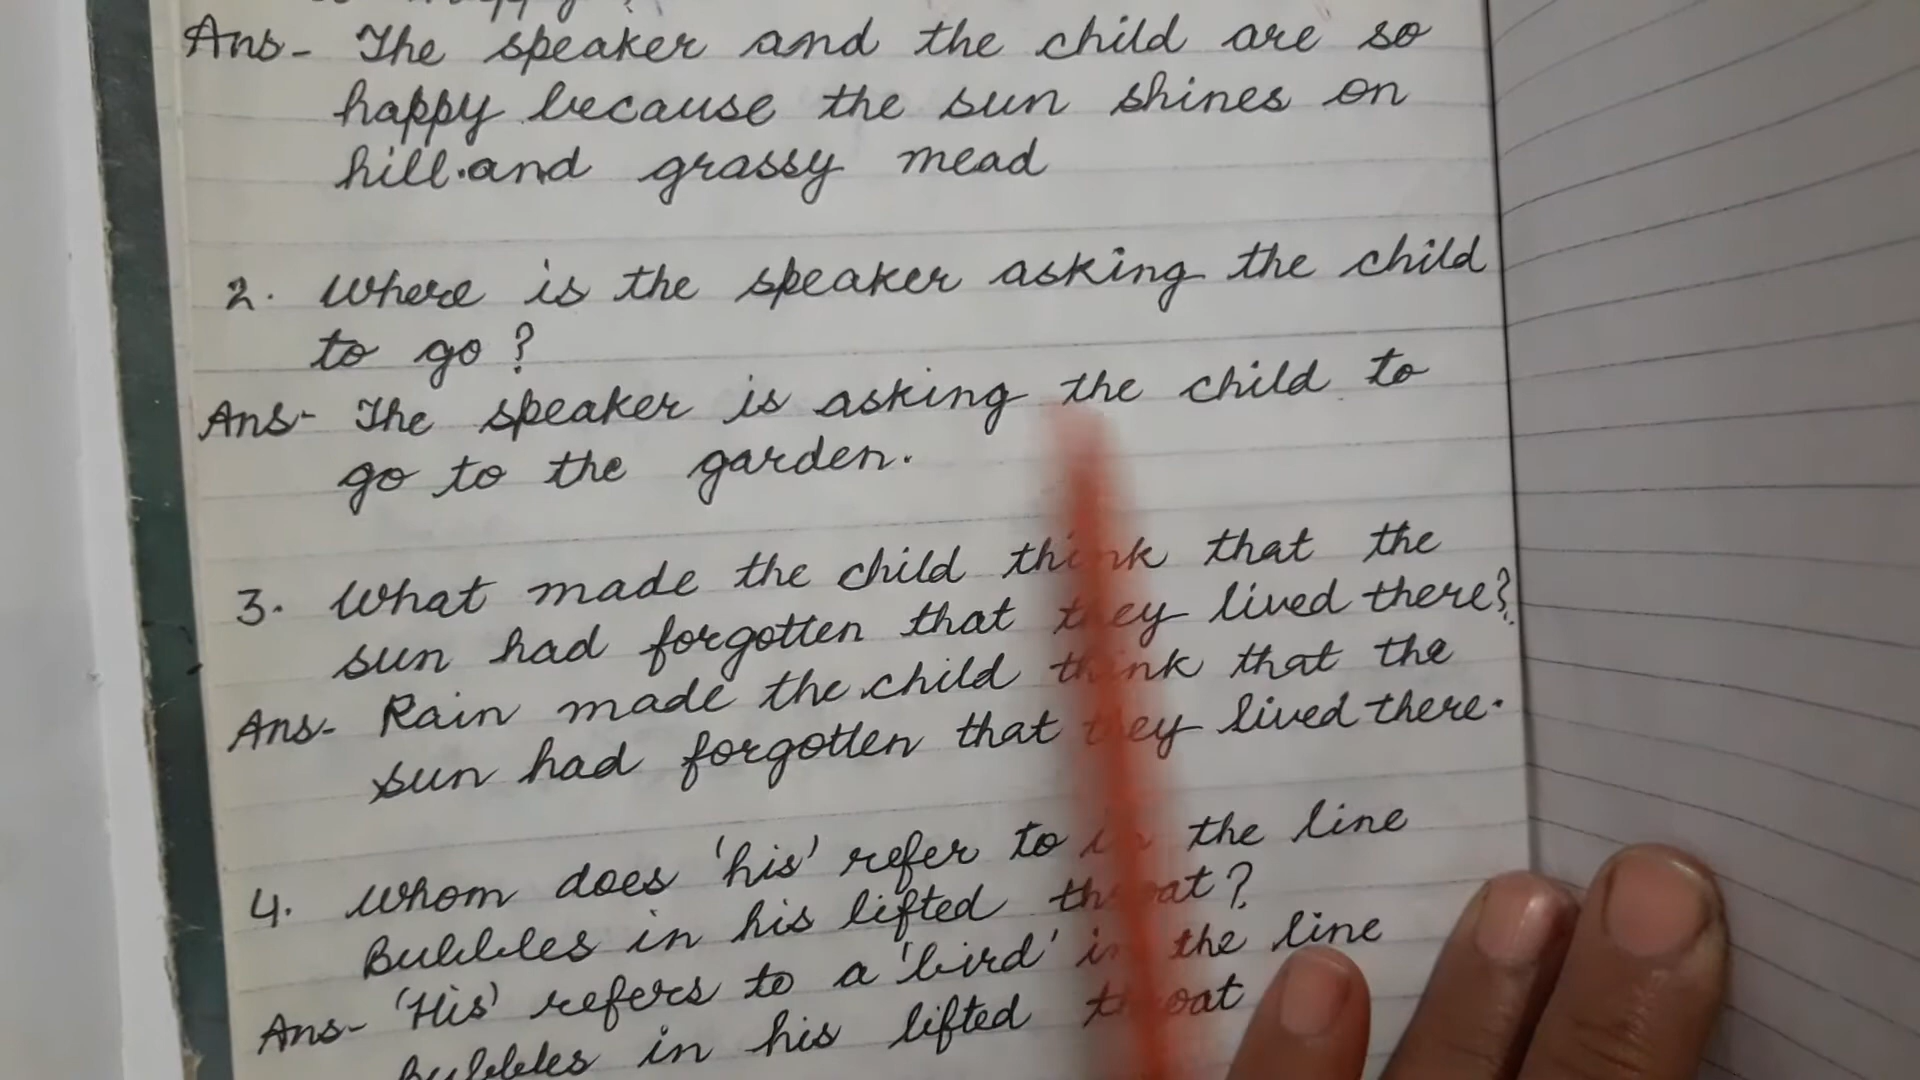 Ans- The speaker and the child are so
happy because the sun shines on
hill and grassy mead
2. Where is the speaker asking the child
to go?
Ans- The speaker is asking the child to
go to the garden.
3. What made the child think that the
sun had forgotten that they lived there?
Ans- Rain made the child think that the
sun had forgotten that they lived there.
4. Whom does 'his' refer to in the line
Bubbles in his lifted throat?
Ans- 'His' refers to a 'bird' in the line
Bubbles in his lifted throat